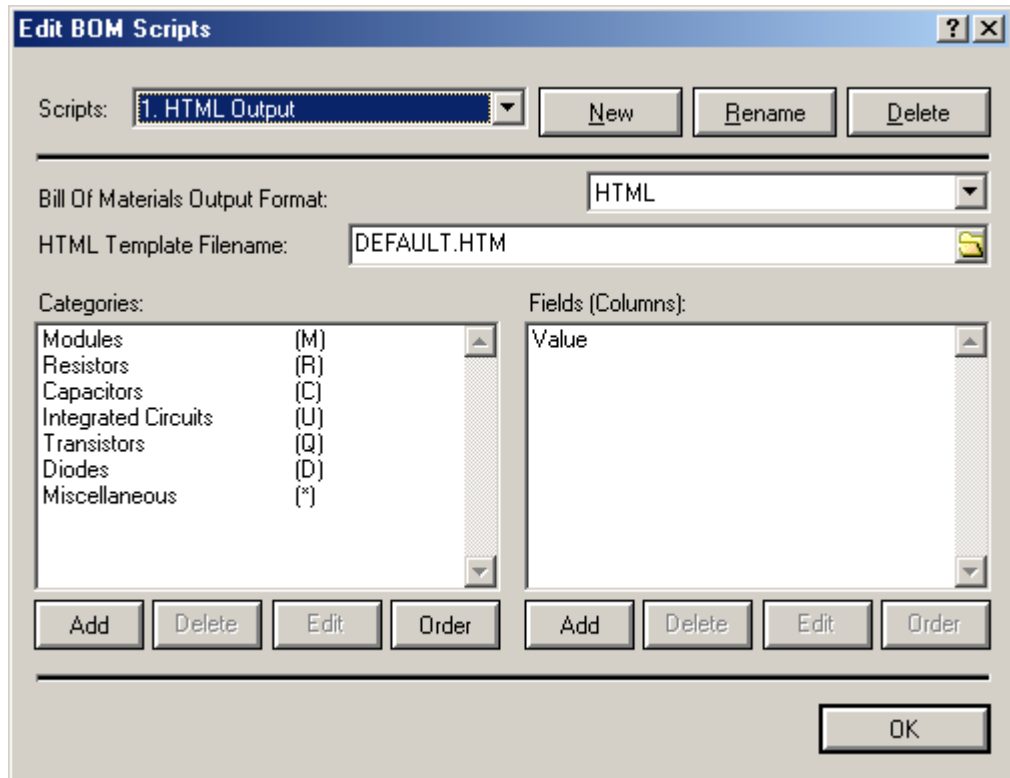 Edit BOM Scripts
Scripts: 1. HTML Output New Rename Delete
Bill Of Materials Output Format: HTML
HTML Template Filename: DEFAULT.HTM
Categories: Fields (Columns):
Modules (M) Value
Resistors (R)
Capacitors (C)
Integrated Circuits (U)
Transistors (Q)
Diodes (D)
Miscellaneous (*)
Add Delete Edit Order Add Delete Edit Order
OK